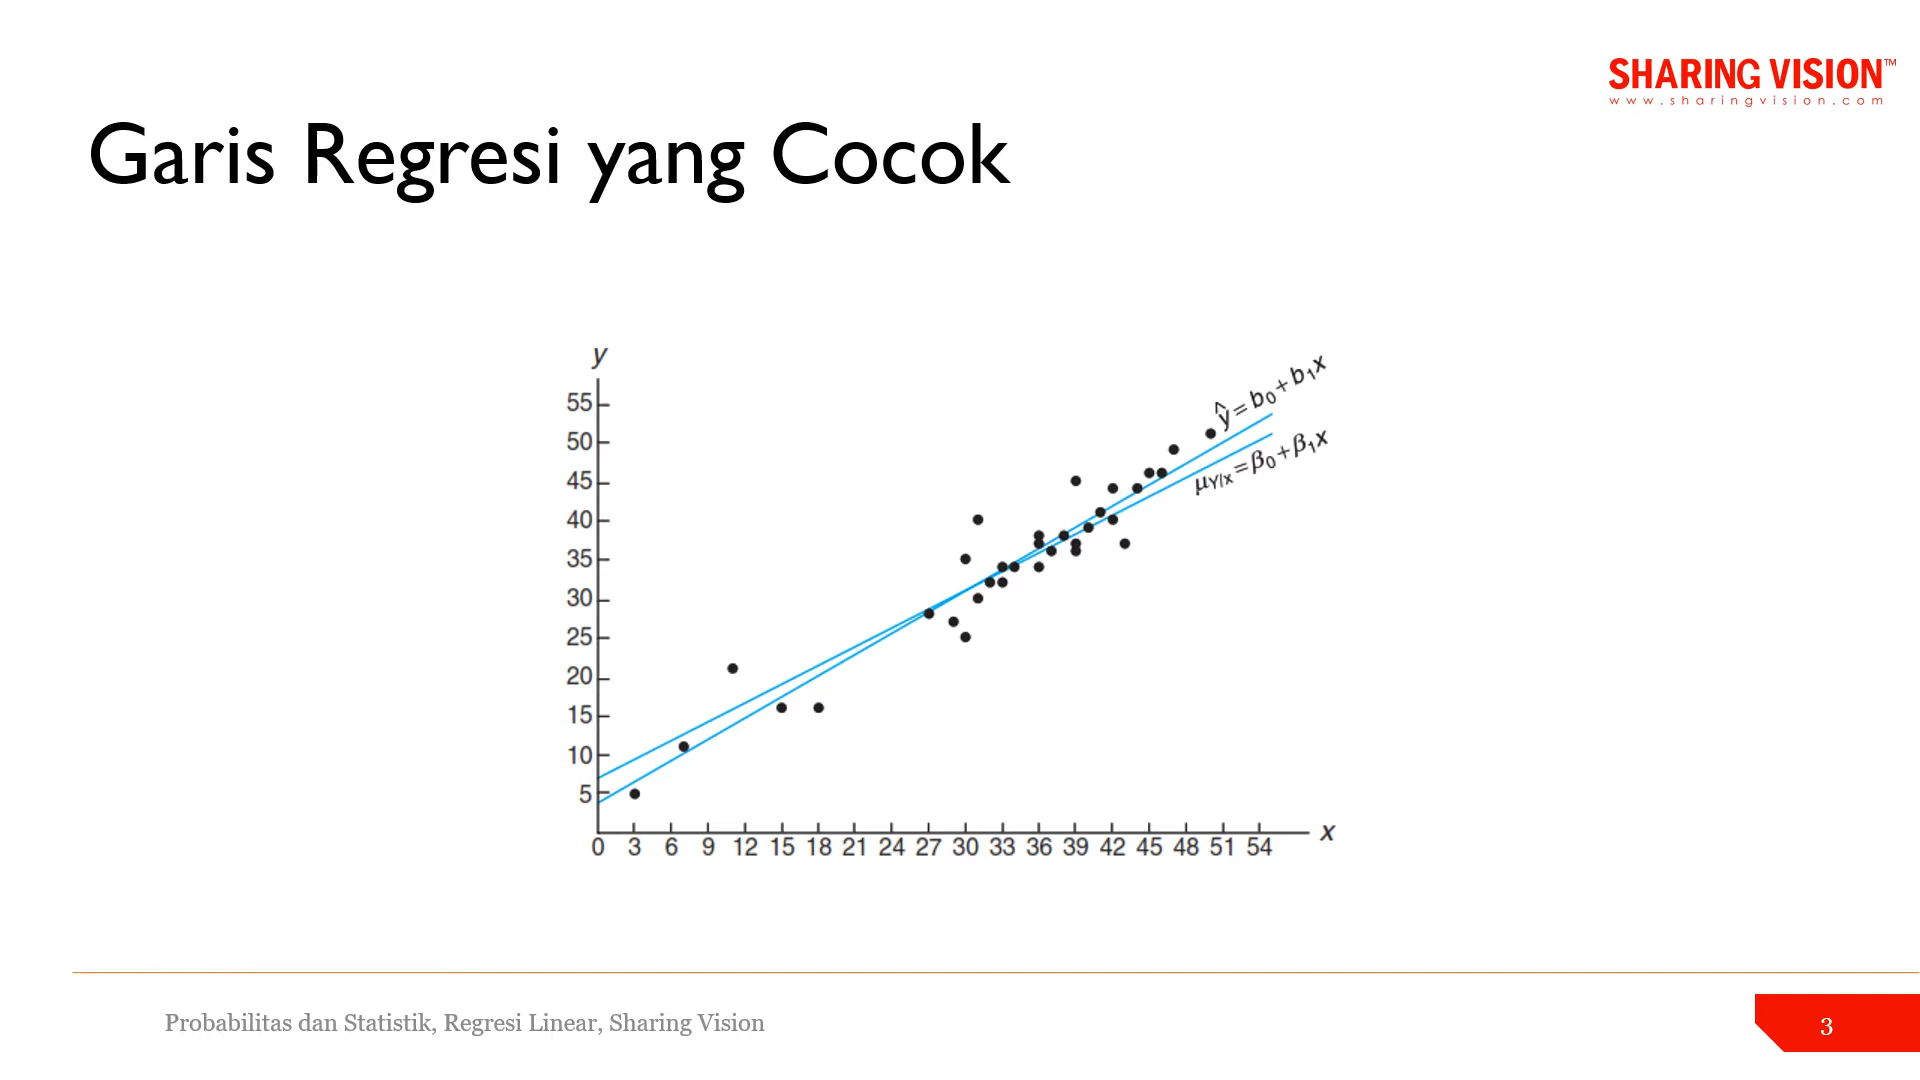 SHARING VISION™
www.sharingvision.com
Garis Regresi yang Cocok
y
55
50
45
40
35
30
25
20
15
10
5
ŷ = b₀ + b₁x
μY|x = β₀ + β₁x
0 3 6 9 12 15 18 21 24 27 30 33 36 39 42 45 48 51 54
x
Probabilitas dan Statistik, Regresi Linear, Sharing Vision
3